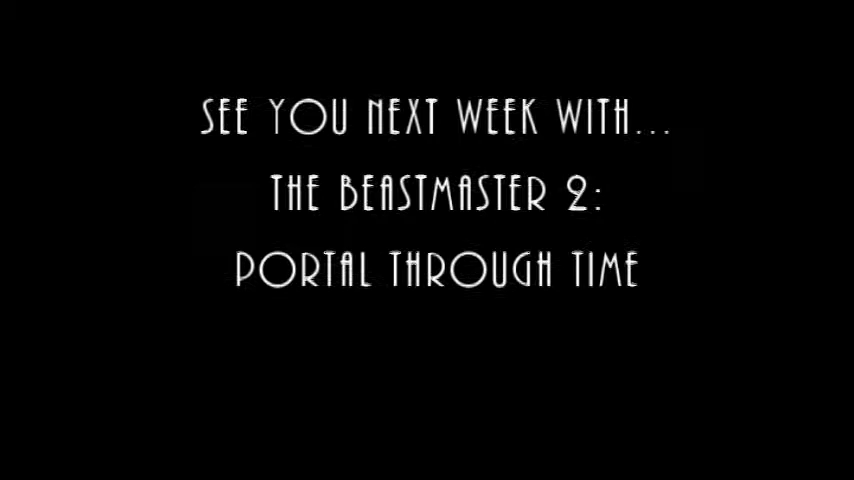 SEE YOU NEXT WEEK WITH...
THE BEASTMASTER 2:
PORTAL THROUGH TIME